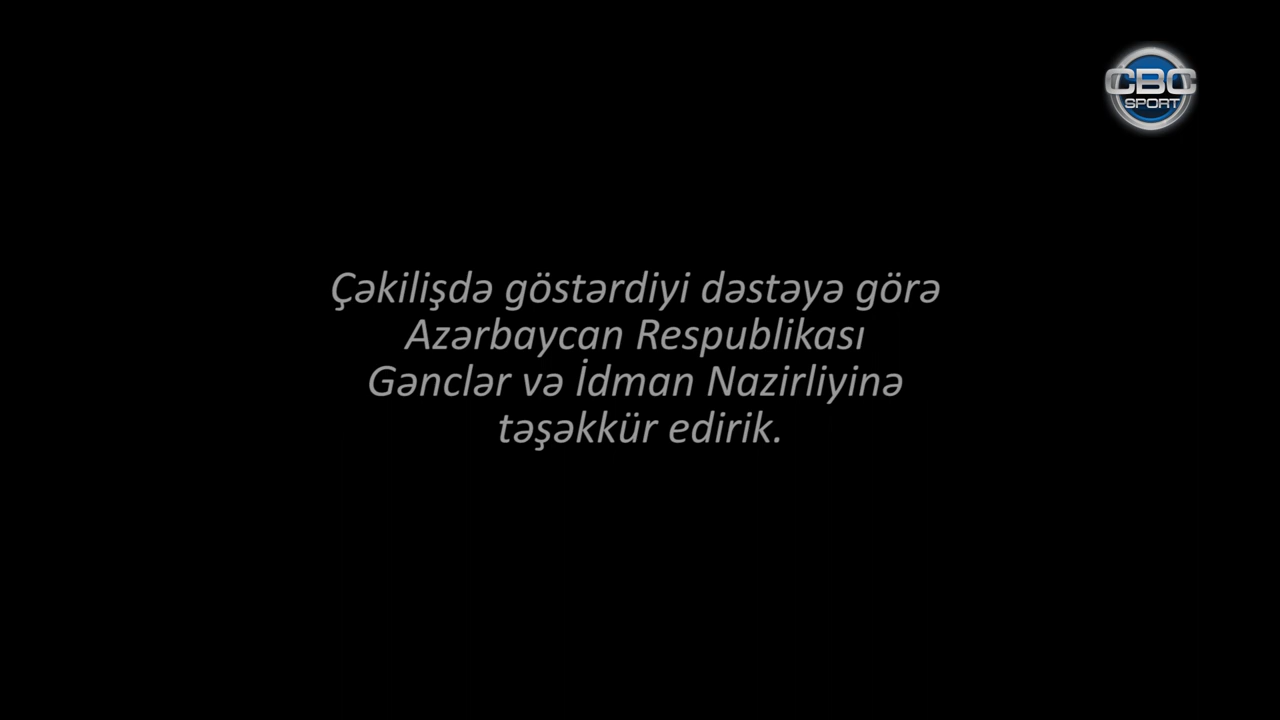 CBC
SPORT
Çəkilişdə göstərdiyi dəstəyə görə
Azərbaycan Respublikası
Gənclər və İdman Nazirliyinə
təşəkkür edirik.